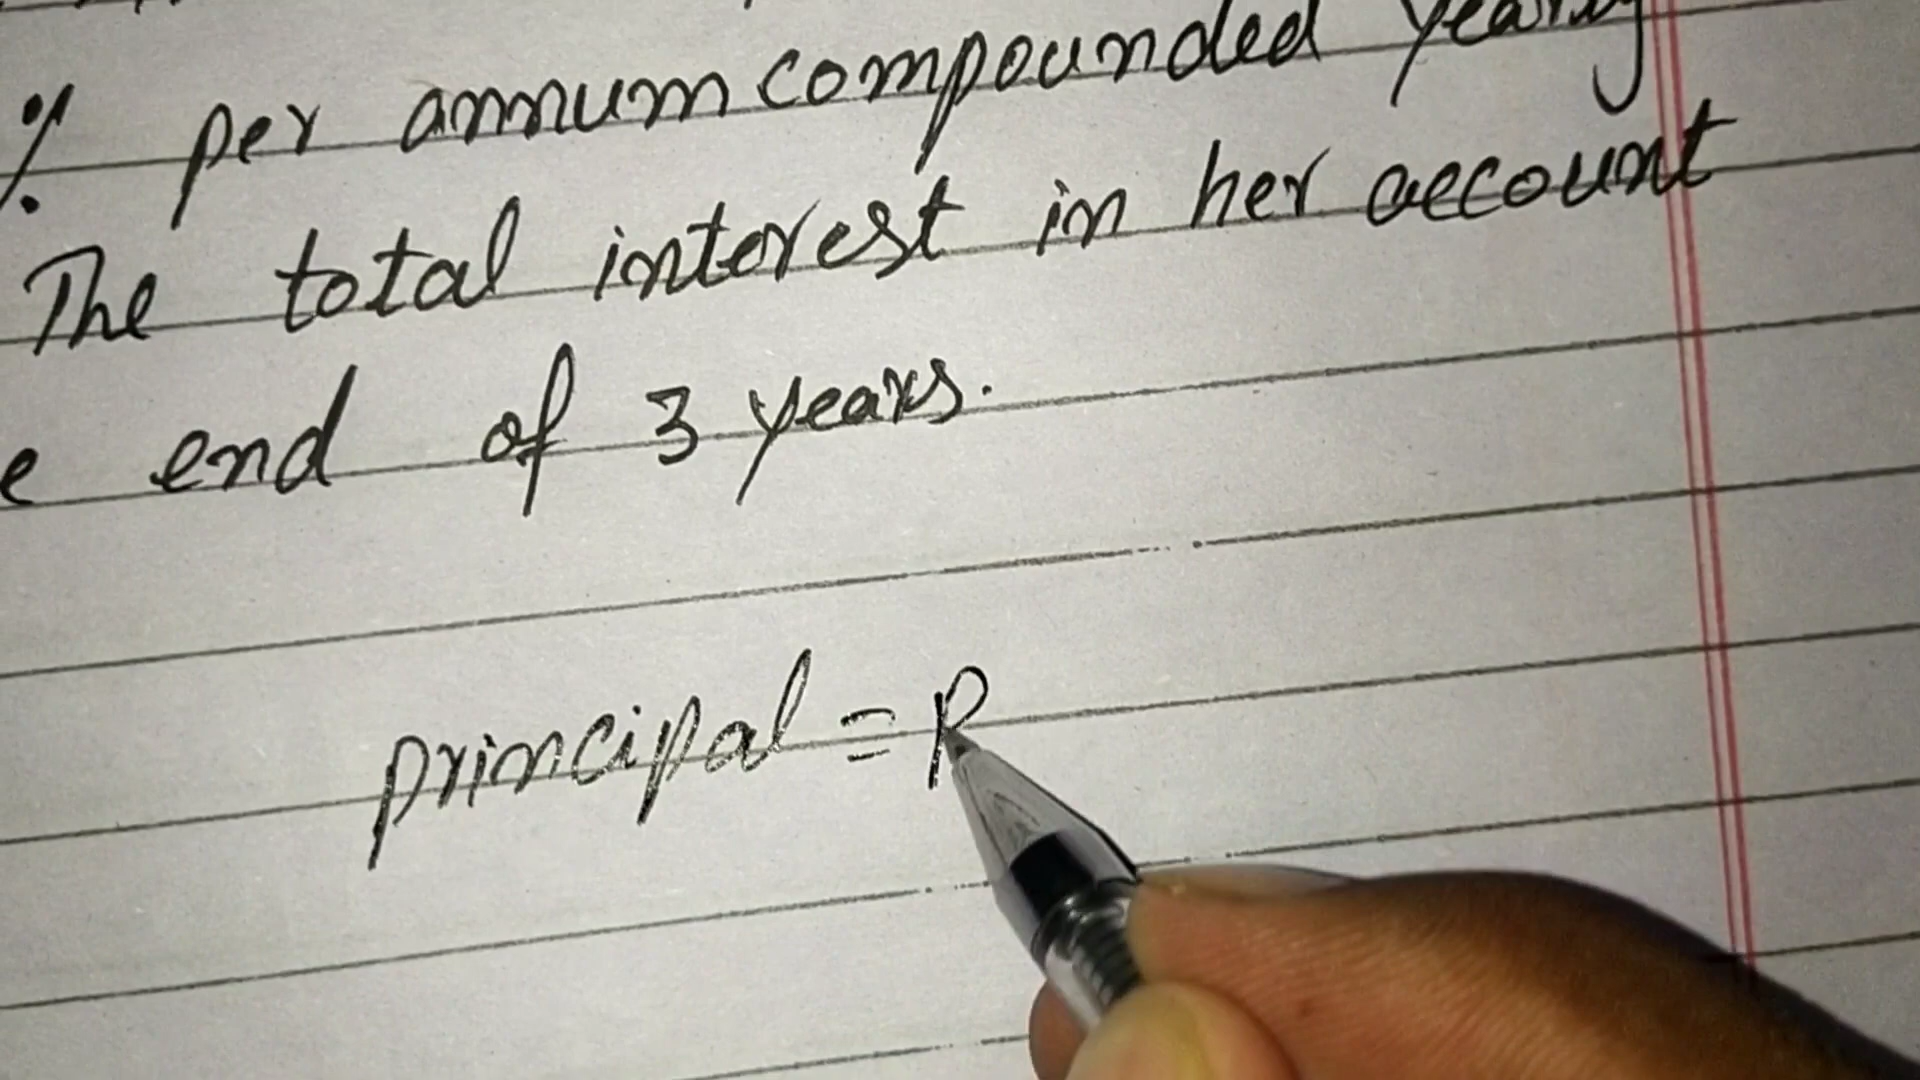 % per annum compounded yearly
The total interest in her account
e end of 3 years.
principal = P